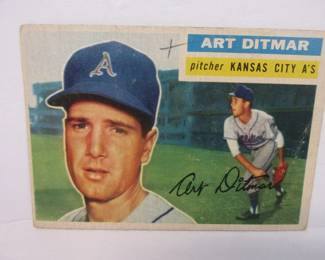 ART DITMAR
pitcher KANSAS CITY A'S
A
Art Ditmar